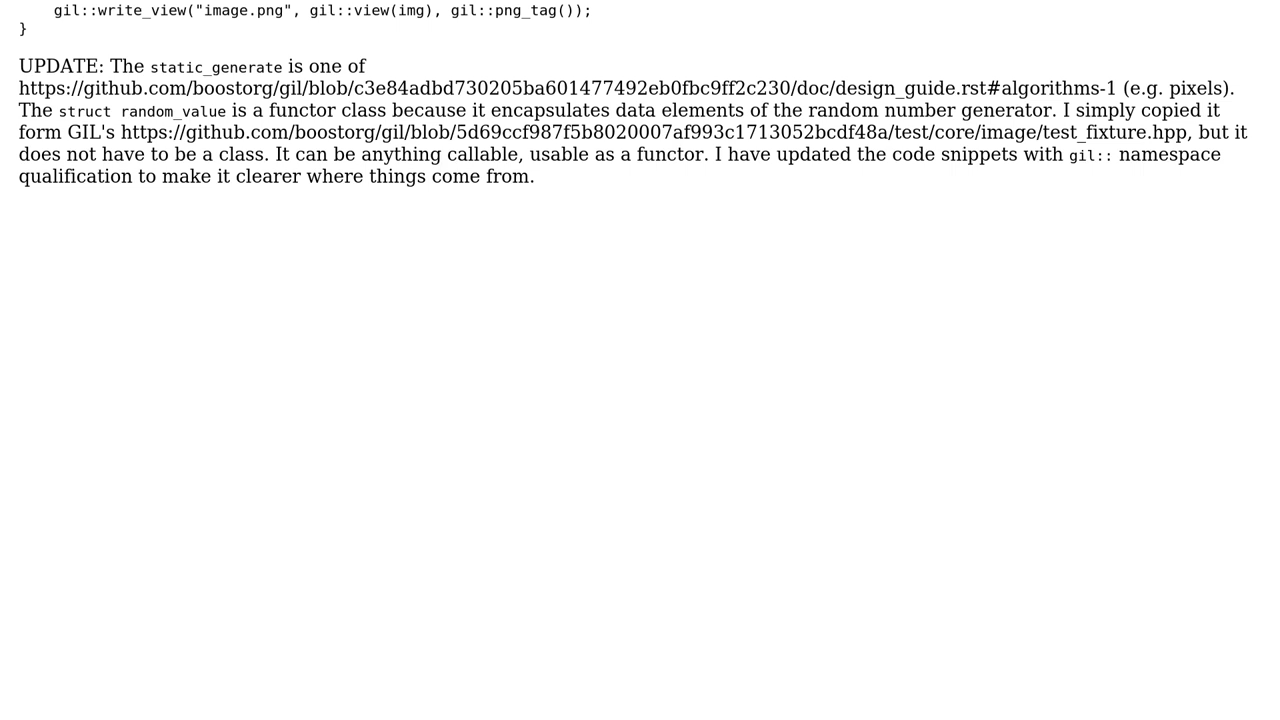 gil::write_view("image.png", gil::view(img), gil::png_tag());
}
UPDATE: The static_generate is one of
https://github.com/boostorg/gil/blob/c3e84adbd730205ba601477492eb0fbc9ff2c230/doc/design_guide.rst#algorithms-1 (e.g. pixels).
The struct random_value is a functor class because it encapsulates data elements of the random number generator. I simply copied it
form GIL's https://github.com/boostorg/gil/blob/5d69ccf987f5b8020007af993c1713052bcdf48a/test/core/image/test_fixture.hpp, but it
does not have to be a class. It can be anything callable, usable as a functor. I have updated the code snippets with gil:: namespace
qualification to make it clearer where things come from.